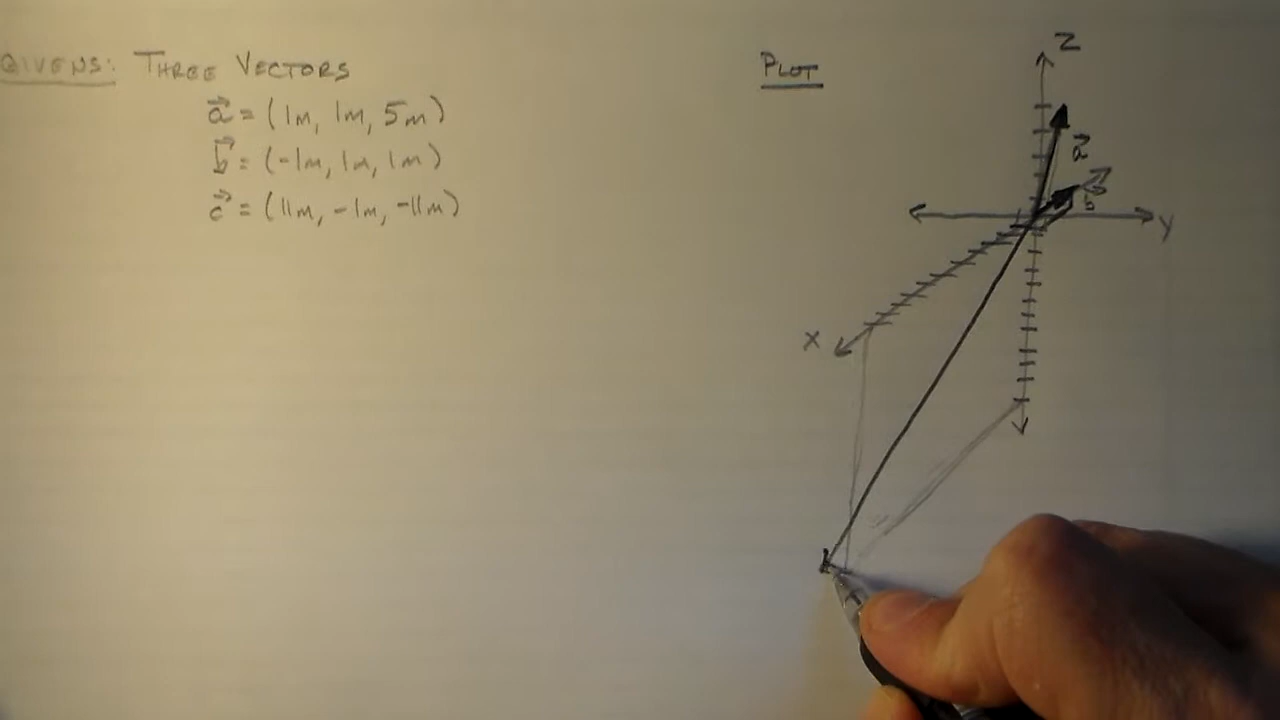 GIVENS: THREE VECTORS
a⃗ = (1m, 1m, 5m)
b⃗ = (-1m, 1m, 1m)
c⃗ = (11m, -1m, -11m)
PLOT
Z
a⃗
b⃗
Y
X